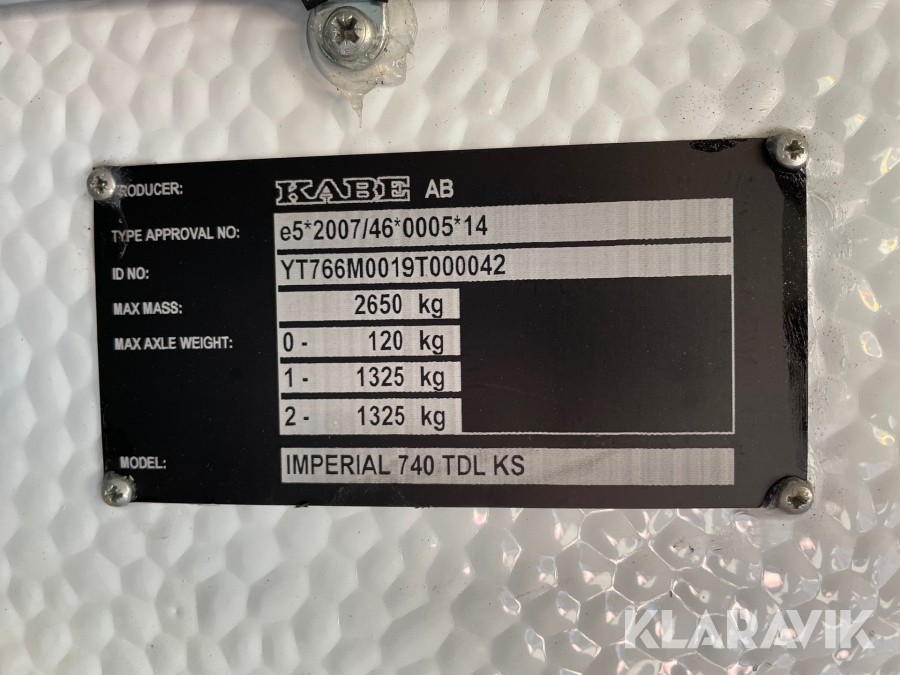 PRODUCER: KABE AB
TYPE APPROVAL NO: e5*2007/46*0005*14
ID NO: YT766M0019T000042
MAX MASS: 2650 kg
MAX AXLE WEIGHT: 0 - 120 kg
1 - 1325 kg
2 - 1325 kg
MODEL: IMPERIAL 740 TDL KS
KLARAVIK